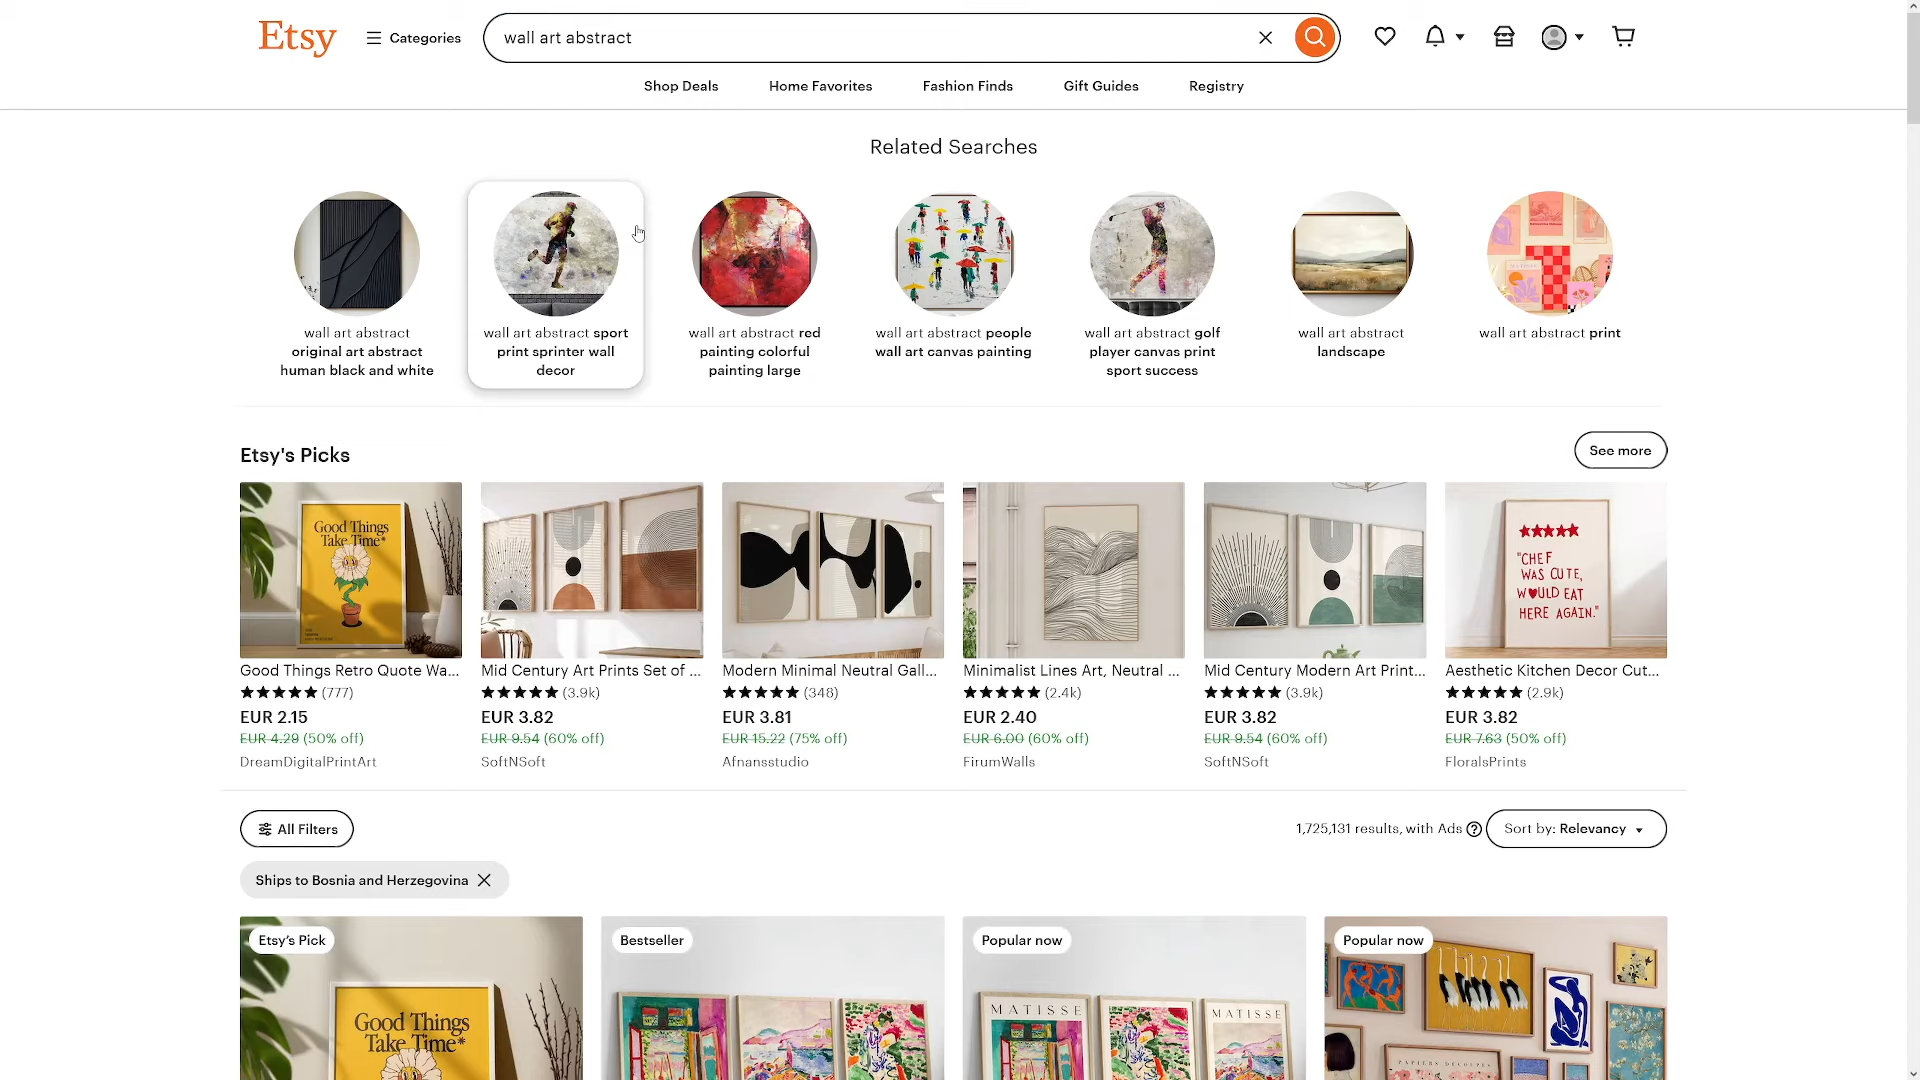 Etsy
Categories
wall art abstract
Shop Deals
Home Favorites
Fashion Finds
Gift Guides
Registry
Related Searches
wall art abstract
original art abstract
human black and white
wall art abstract sport
print sprinter wall
decor
wall art abstract red
painting colorful
painting large
wall art abstract people
wall art canvas painting
wall art abstract golf
player canvas print
sport success
wall art abstract
landscape
wall art abstract print
Etsy's Picks
See more
Good Things
Take Time*
"CHEF
WAS CUTE,
W♥ULD EAT
HERE AGAIN."
Good Things Retro Quote Wa...
(777)
EUR 2.15
EUR 4.29 (50% off)
DreamDigitalPrintArt
Mid Century Art Prints Set of ...
(3.9k)
EUR 3.82
EUR 9.54 (60% off)
SoftNSoft
Modern Minimal Neutral Gall...
(348)
EUR 3.81
EUR 15.22 (75% off)
Afnansstudio
Minimalist Lines Art, Neutral ...
(2.4k)
EUR 2.40
EUR 6.00 (60% off)
FirumWalls
Mid Century Modern Art Print...
(3.9k)
EUR 3.82
EUR 9.54 (60% off)
SoftNSoft
Aesthetic Kitchen Decor Cut...
(2.9k)
EUR 3.82
EUR 7.63 (50% off)
FloralsPrints
All Filters
1,725,131 results, with Ads
Sort by: Relevancy
Ships to Bosnia and Herzegovina
Etsy's Pick
Good Things
Take Time*
Bestseller
Popular now
MATISSE
MATISSE
Popular now
PAPIERS DECOUPES